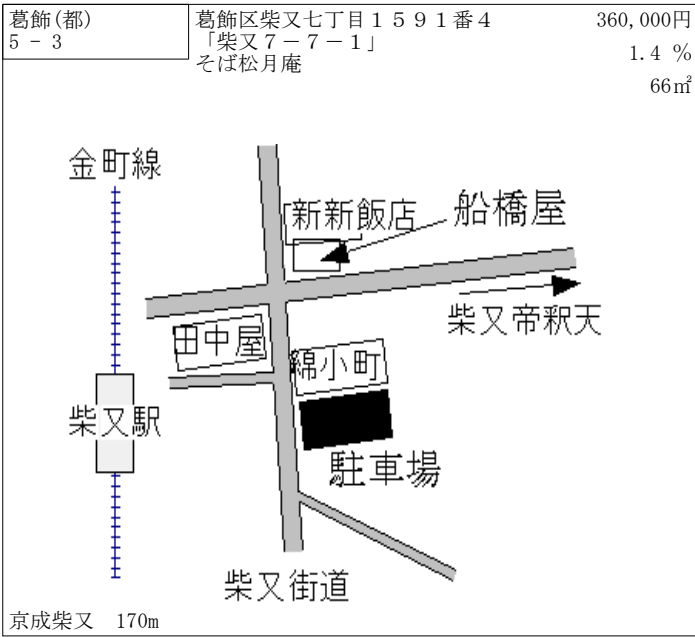 葛飾(都)
5 - 3
葛飾区柴又七丁目1591番4
「柴又7-7-1」
そば松月庵
360,000円
1.4 %
66㎡
金町線
新新飯店
船橋屋
柴又帝釈天
田中屋
綿小町
柴又駅
駐車場
柴又街道
京成柴又 170m